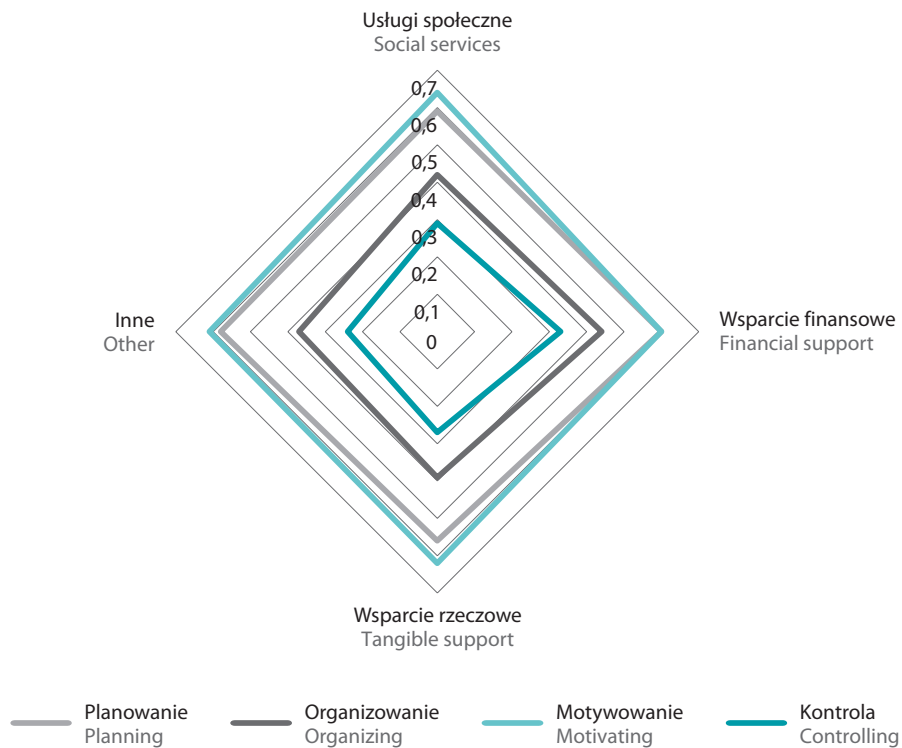 Usługi społeczne
Social services
0,7
0,6
0,5
0,4
0,3
0,2
0,1
0
Inne
Other
Wsparcie finansowe
Financial support
Wsparcie rzeczowe
Tangible support
Planowanie
Planning
Organizowanie
Organizing
Motywowanie
Motivating
Kontrola
Controlling